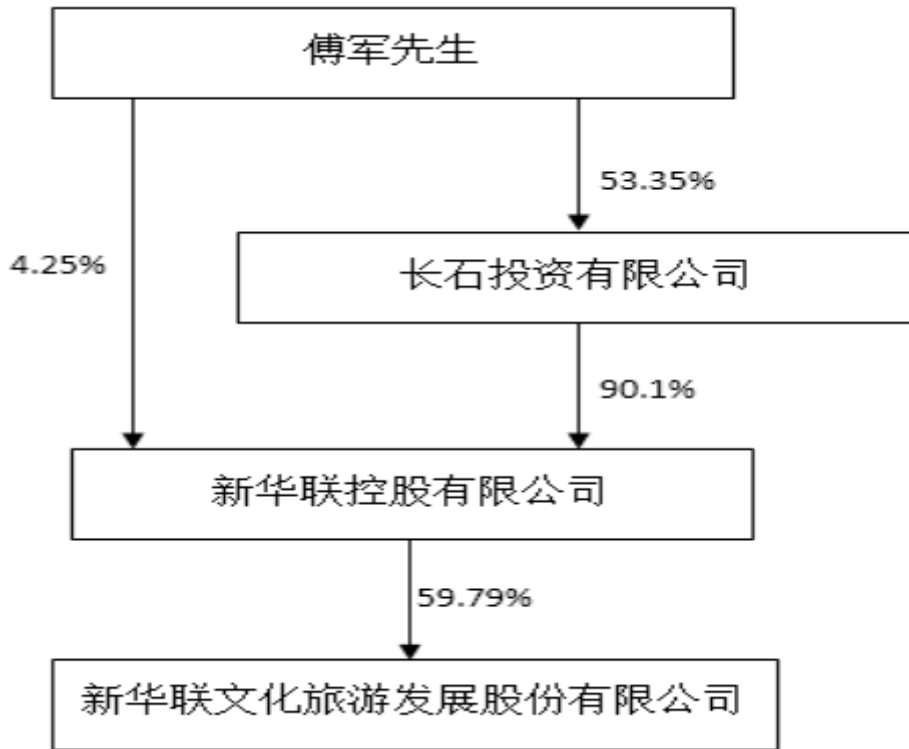 傅军先生
53.35%
4.25%
长石投资有限公司
90.1%
新华联控股有限公司
59.79%
新华联文化旅游发展股份有限公司